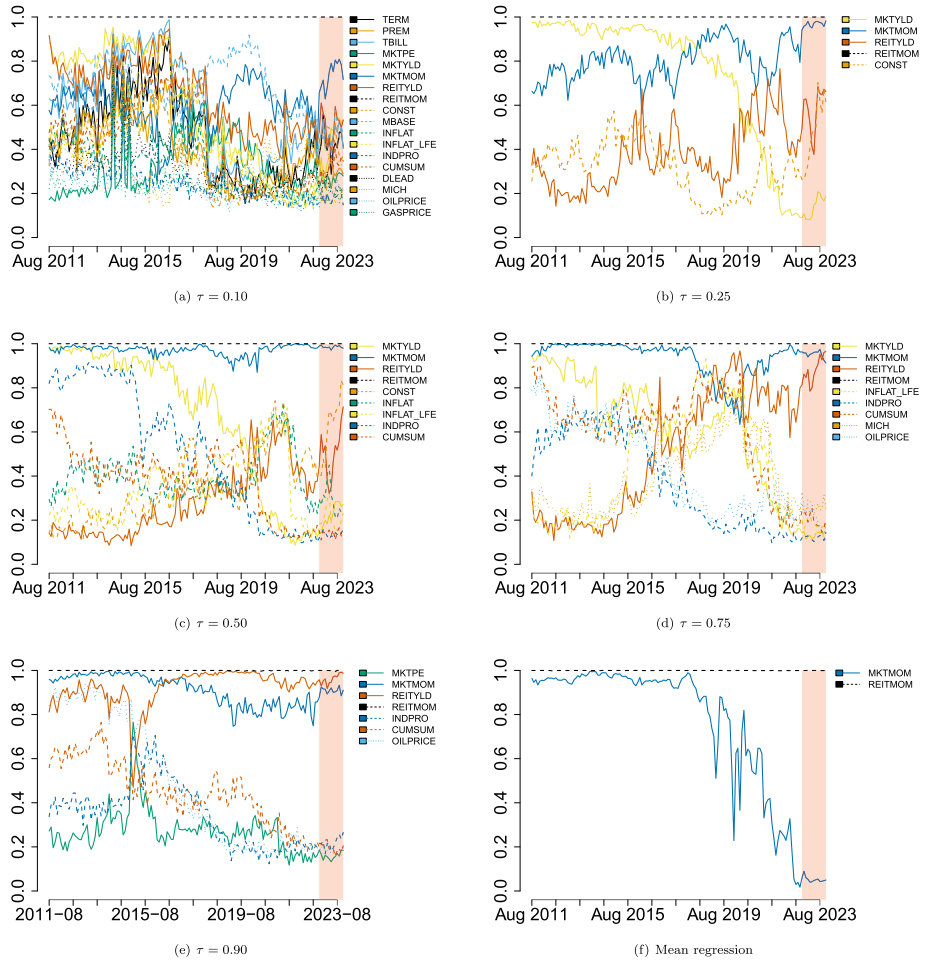 1.0
0.8
0.6
0.4
0.2
0.0
Aug 2011
Aug 2015
Aug 2019
Aug 2023
TERM
PREM
TBILL
MKTPE
MKTYLD
MKTMOM
REITYLD
REITMOM
CONST
MBASE
INFLAT
INFLAT_LFE
INDPRO
CUMSUM
DLEAD
MICH
OILPRICE
GASPRICE
(a) τ = 0.10
1.0
0.8
0.6
0.4
0.2
0.0
Aug 2011
Aug 2015
Aug 2019
Aug 2023
MKTYLD
MKTMOM
REITYLD
REITMOM
CONST
(b) τ = 0.25
1.0
0.8
0.6
0.4
0.2
0.0
Aug 2011
Aug 2015
Aug 2019
Aug 2023
MKTYLD
MKTMOM
REITYLD
REITMOM
CONST
INFLAT
INFLAT_LFE
INDPRO
CUMSUM
(c) τ = 0.50
1.0
0.8
0.6
0.4
0.2
0.0
Aug 2011
Aug 2015
Aug 2019
Aug 2023
MKTYLD
MKTMOM
REITYLD
REITMOM
INFLAT_LFE
INDPRO
CUMSUM
MICH
OILPRICE
(d) τ = 0.75
1.0
0.8
0.6
0.4
0.2
0.0
2011−08
2015−08
2019−08
2023−08
MKTPE
MKTMOM
REITYLD
REITMOM
INDPRO
CUMSUM
OILPRICE
(e) τ = 0.90
1.0
0.8
0.6
0.4
0.2
0.0
Aug 2011
Aug 2015
Aug 2019
Aug 2023
MKTMOM
REITMOM
(f) Mean regression